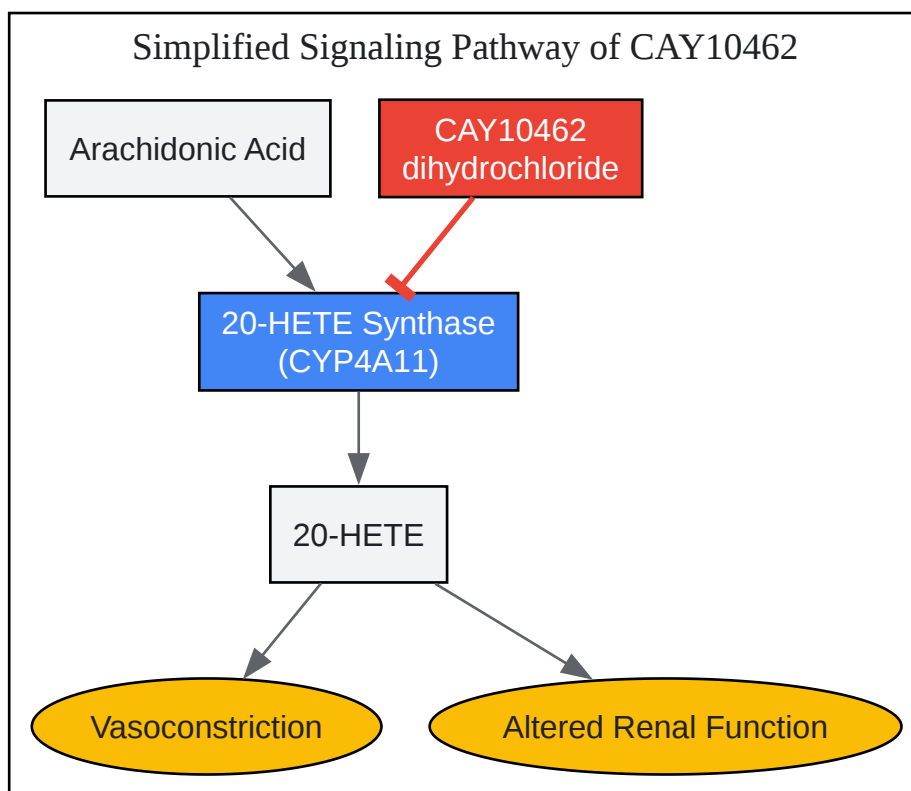 Simplified Signaling Pathway of CAY10462
Arachidonic Acid
CAY10462
dihydrochloride
20-HETE Synthase
(CYP4A11)
20-HETE
Vasoconstriction
Altered Renal Function